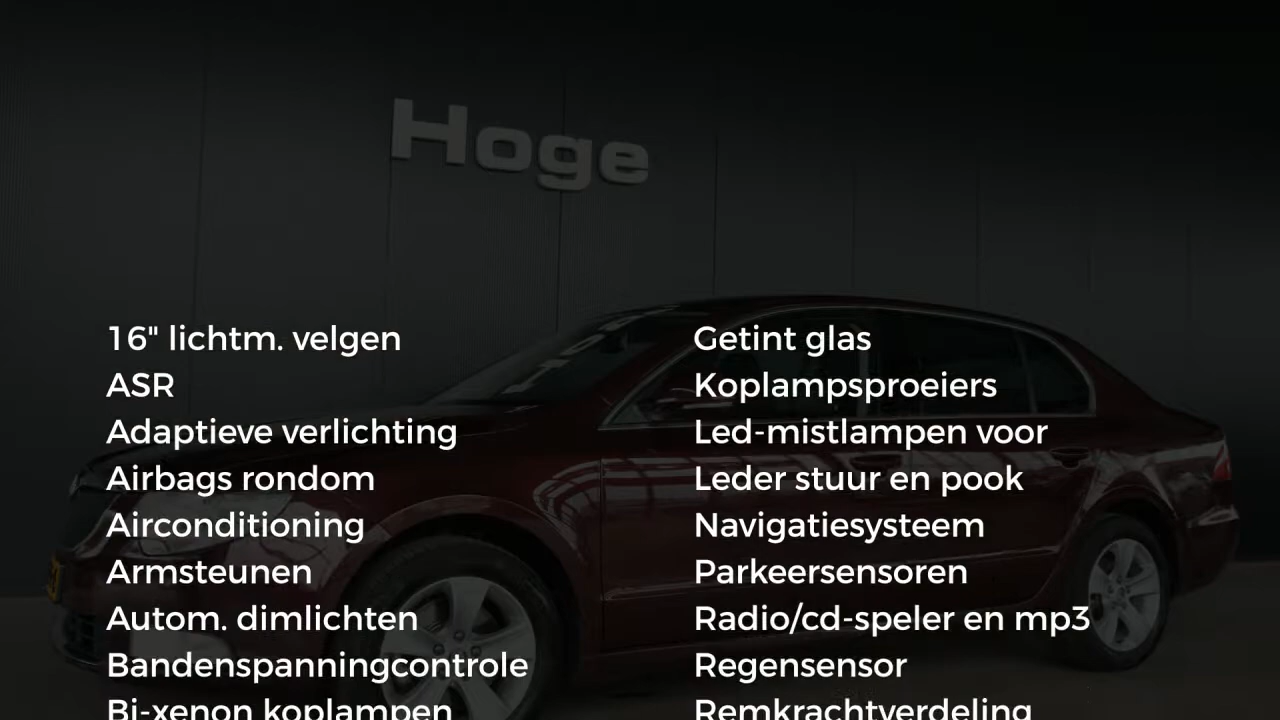 Hoge
16" lichtm. velgen
ASR
Adaptieve verlichting
Airbags rondom
Airconditioning
Armsteunen
Autom. dimlichten
Bandenspanningcontrole
Bi-xenon koplampen
Getint glas
Koplampsproeiers
Led-mistlampen voor
Leder stuur en pook
Navigatiesysteem
Parkeersensoren
Radio/cd-speler en mp3
Regensensor
Remkrachtverdeling